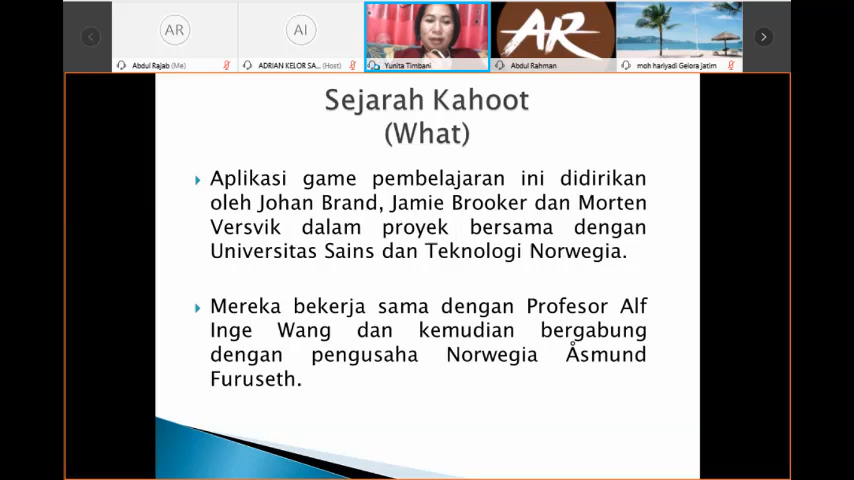 AR
AI
AR
Abdul Rajab (Me)
ADRIAN KELOR SA... (Host)
Yunita Timbani
Abdul Rahman
moh hariyadi Gelora Jatim
Sejarah Kahoot
(What)
Aplikasi game pembelajaran ini didirikan
oleh Johan Brand, Jamie Brooker dan Morten
Versvik dalam proyek bersama dengan
Universitas Sains dan Teknologi Norwegia.
Mereka bekerja sama dengan Profesor Alf
Inge Wang dan kemudian bergabung
dengan pengusaha Norwegia Åsmund
Furuseth.